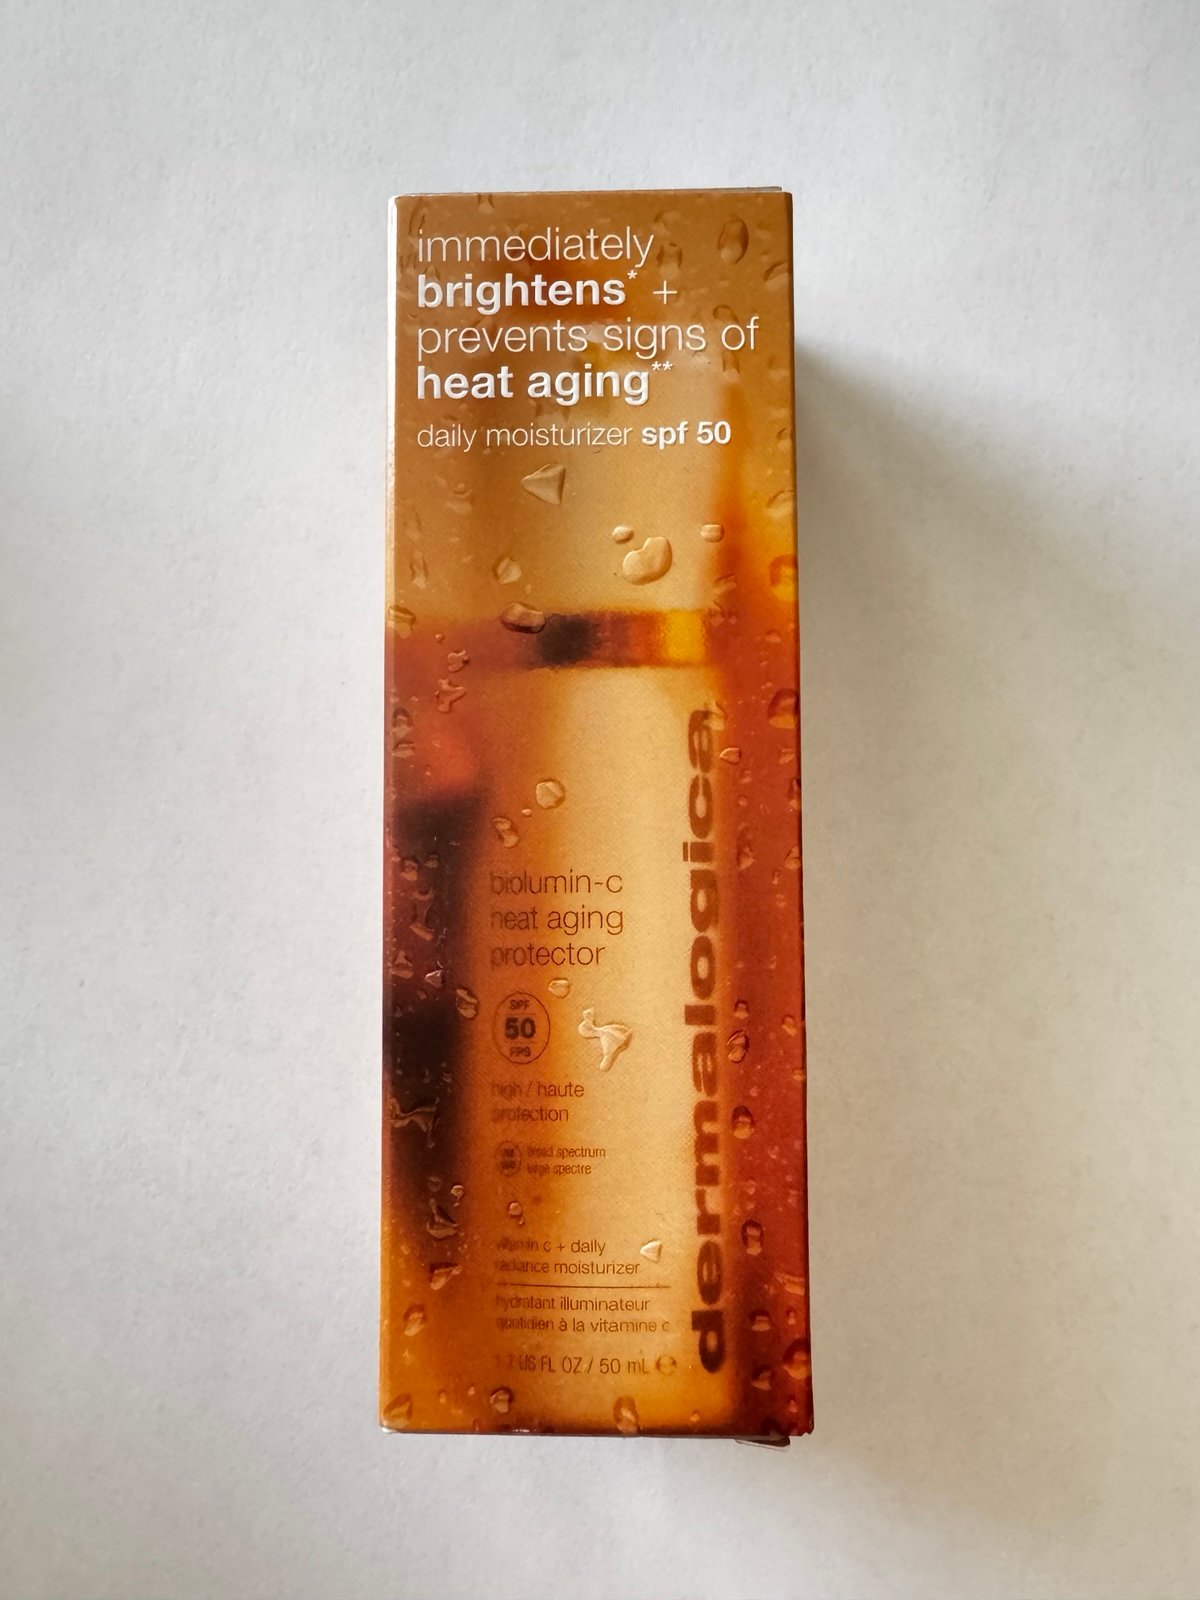 immediately
brightens* +
prevents signs of
heat aging**
daily moisturizer spf 50
dermalogica
biolumin-c
heat aging
protector
SPF
50
FPS
high / haute
protection
broad spectrum
large spectre
vitamin c + daily
radiance moisturizer
hydratant illuminateur
quotidien à la vitamine c
1.7 US FL OZ / 50 mL ℮